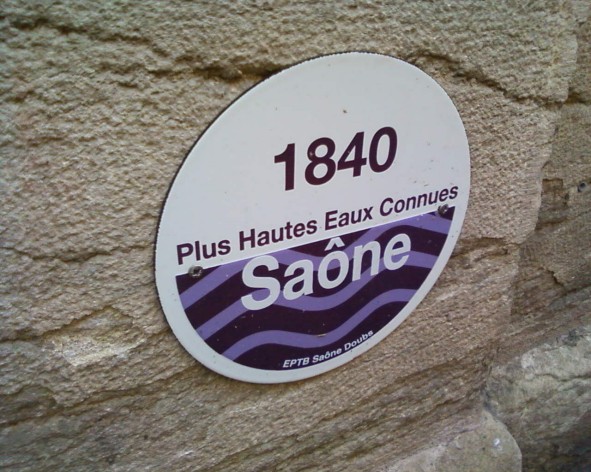 1840
Plus Hautes Eaux Connues
Saône
EPTB Saône Doubs